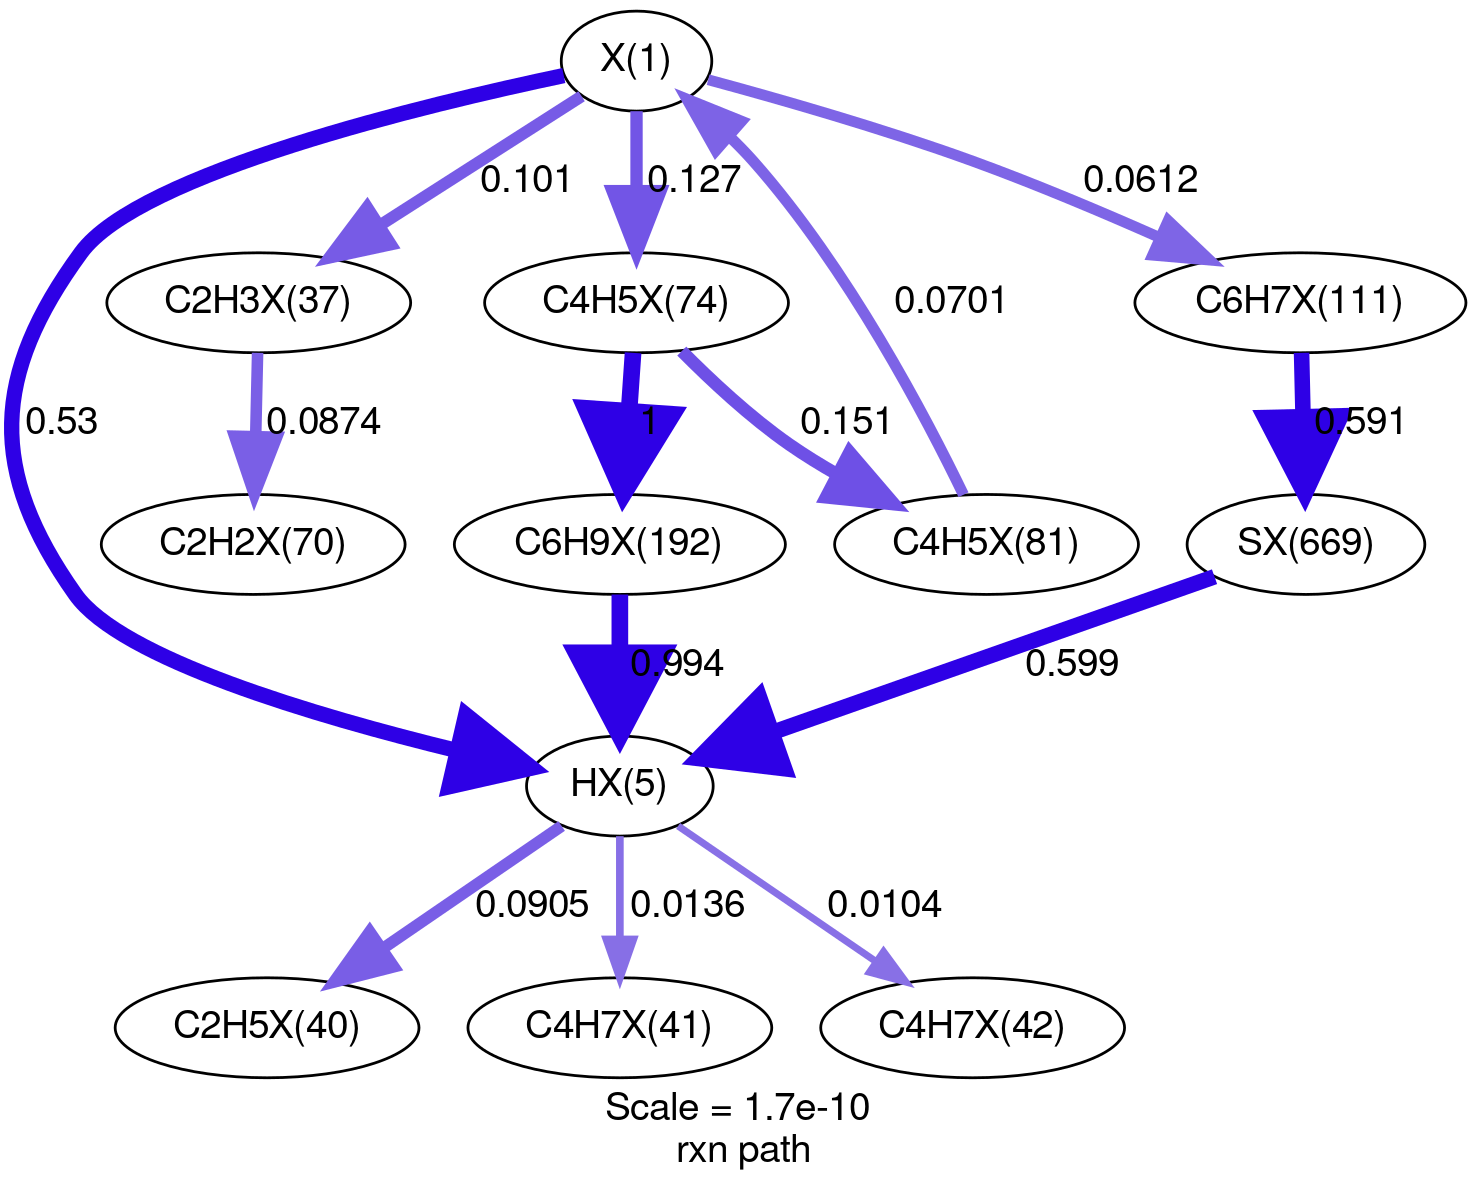 X(1)
0.101
0.127
0.0612
C2H3X(37)
C4H5X(74)
0.0701
C6H7X(111)
0.53
0.0874
1
0.151
0.591
C2H2X(70)
C6H9X(192)
C4H5X(81)
SX(669)
0.994
0.599
HX(5)
0.0905
0.0136
0.0104
C2H5X(40)
C4H7X(41)
C4H7X(42)
Scale = 1.7e-10
rxn path